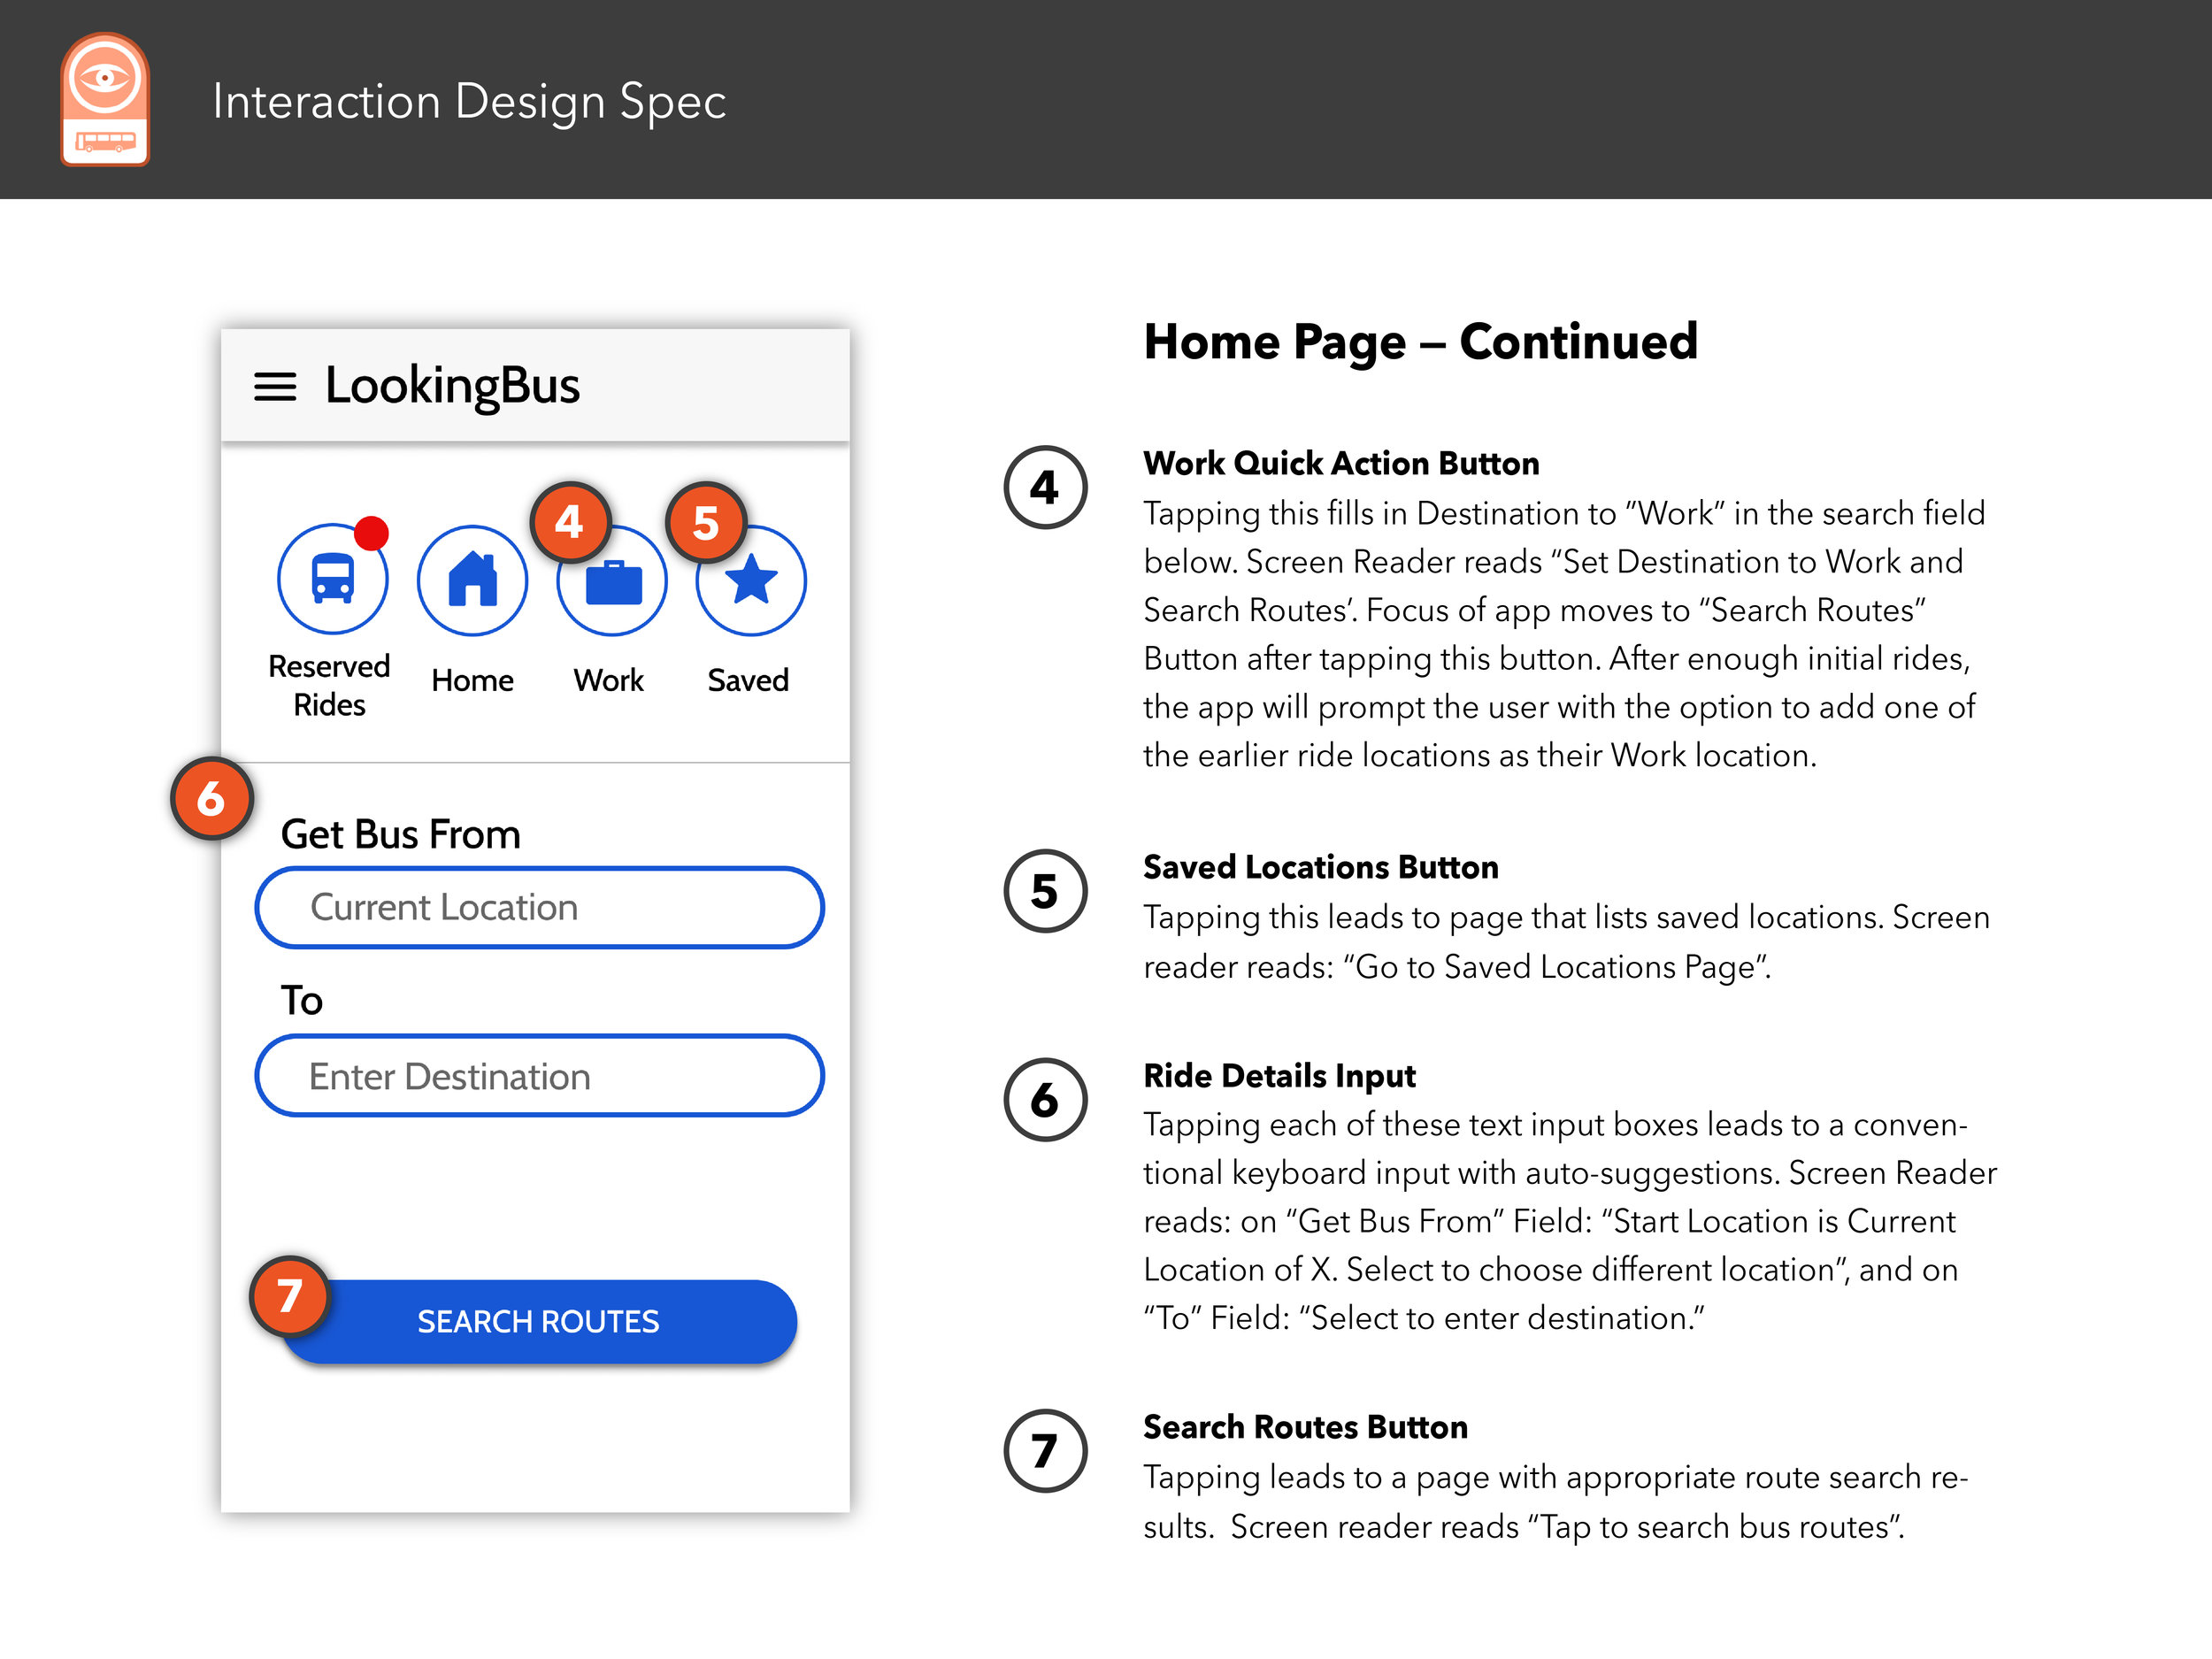 Interaction Design Spec
LookingBus
4
5
Reserved
Rides
Home
Work
Saved
6
Get Bus From
Current Location
To
Enter Destination
7
SEARCH ROUTES
Home Page – Continued
4
Work Quick Action Button
Tapping this fills in Destination to ”Work” in the search field
below. Screen Reader reads “Set Destination to Work and
Search Routes’. Focus of app moves to “Search Routes”
Button after tapping this button. After enough initial rides,
the app will prompt the user with the option to add one of
the earlier ride locations as their Work location.
5
Saved Locations Button
Tapping this leads to page that lists saved locations. Screen
reader reads: “Go to Saved Locations Page”.
6
Ride Details Input
Tapping each of these text input boxes leads to a conven-
tional keyboard input with auto-suggestions. Screen Reader
reads: on “Get Bus From” Field: “Start Location is Current
Location of X. Select to choose different location”, and on
“To” Field: “Select to enter destination.”
7
Search Routes Button
Tapping leads to a page with appropriate route search re-
sults.  Screen reader reads “Tap to search bus routes”.